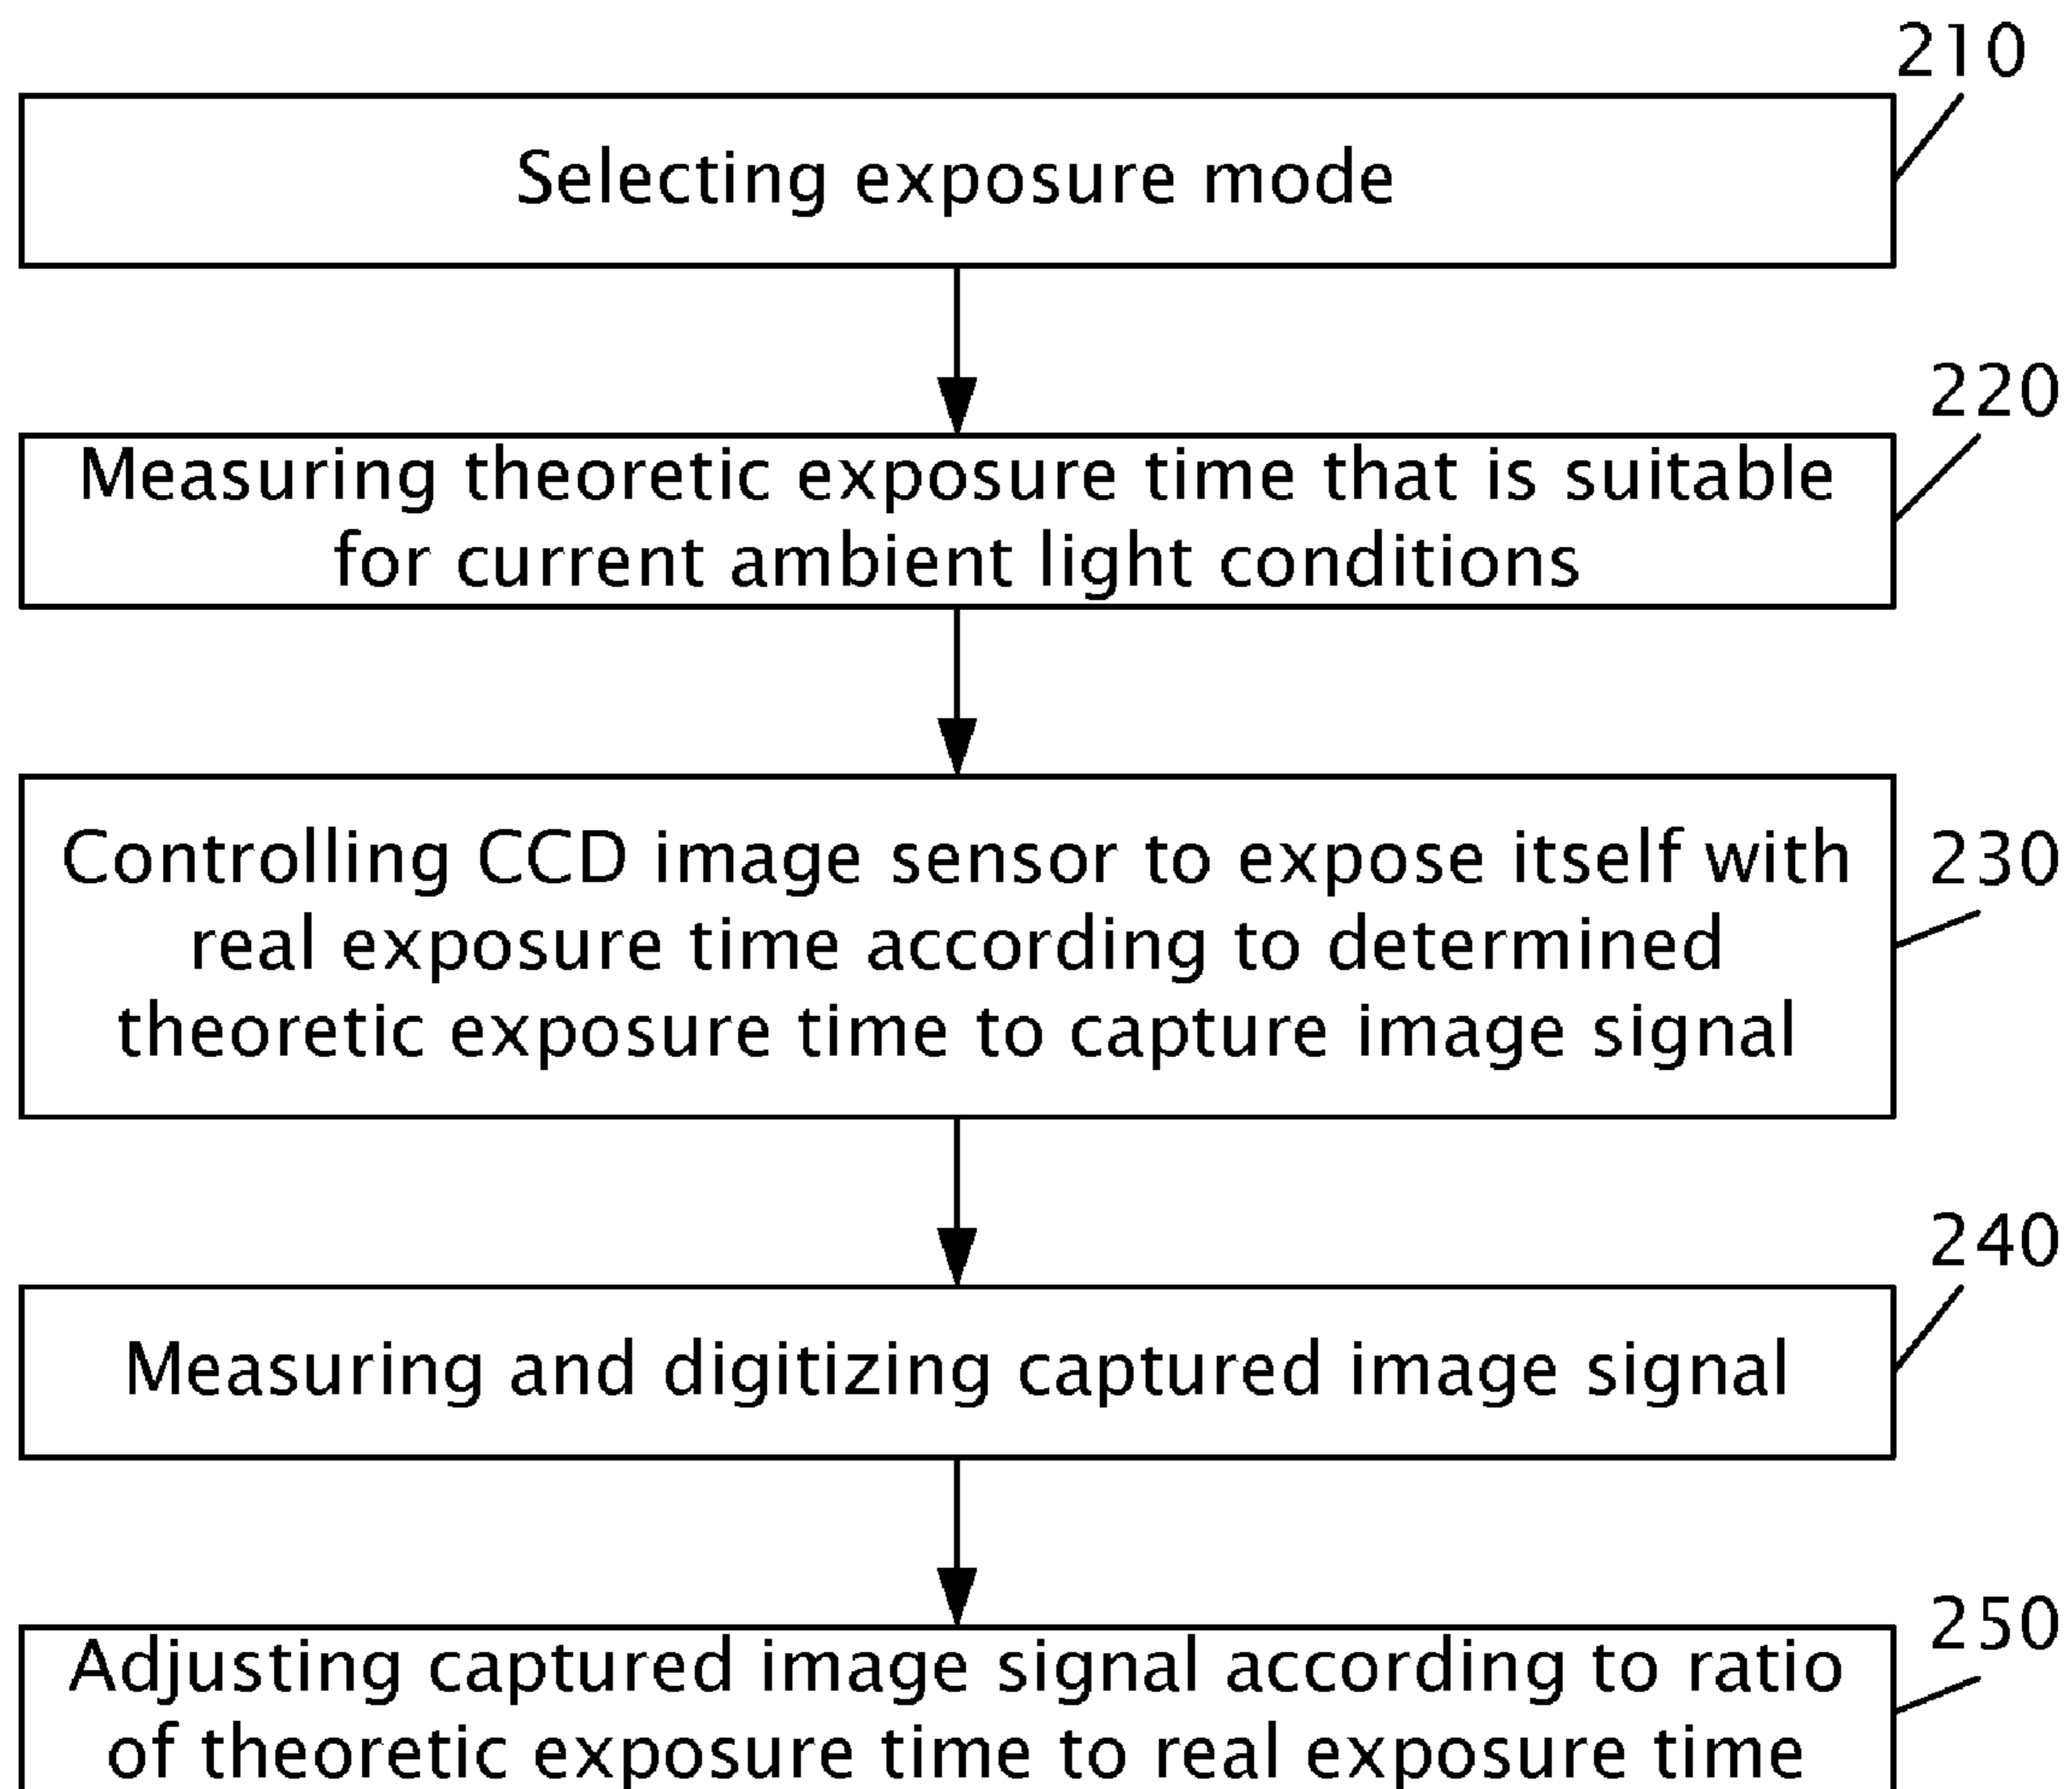 210
Selecting exposure mode
220
Measuring theoretic exposure time that is suitable
for current ambient light conditions
230
Controlling CCD image sensor to expose itself with
real exposure time according to determined
theoretic exposure time to capture image signal
240
Measuring and digitizing captured image signal
250
Adjusting captured image signal according to ratio
of theoretic exposure time to real exposure time